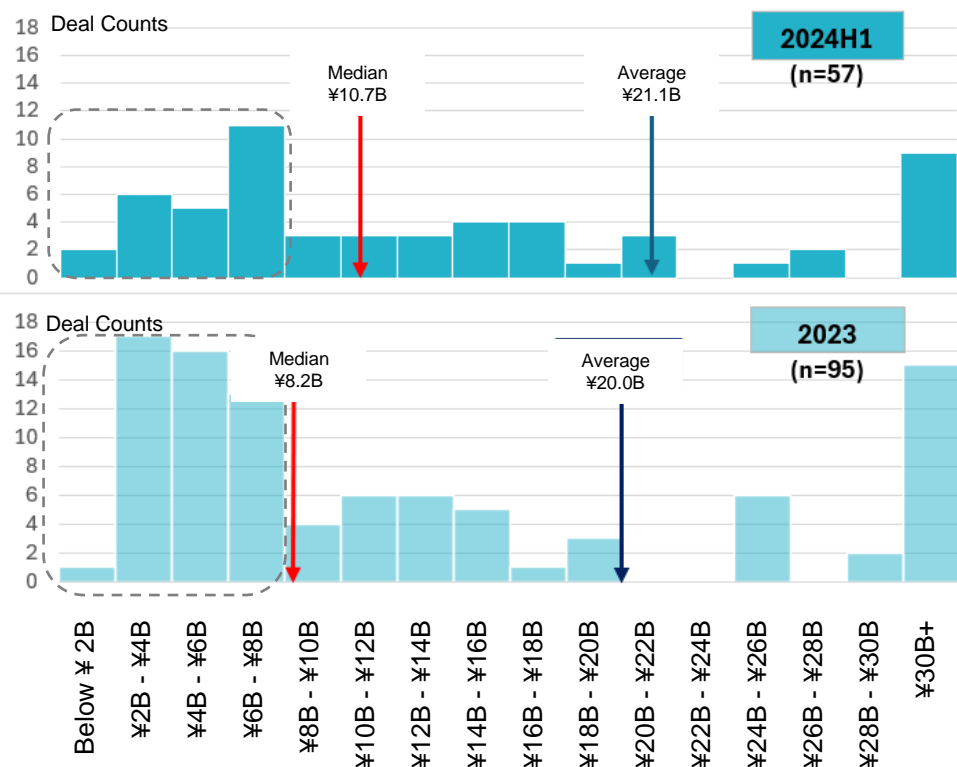 Deal Counts
2024H1
(n=57)
Median
¥10.7B
Average
¥21.1B
18
16
14
12
10
8
6
4
2
0
Deal Counts
2023
(n=95)
Median
¥8.2B
Average
¥20.0B
18
16
14
12
10
8
6
4
2
0
Below ¥ 2B
¥2B - ¥4B
¥4B - ¥6B
¥6B - ¥8B
¥8B - ¥10B
¥10B - ¥12B
¥12B - ¥14B
¥14B - ¥16B
¥16B - ¥18B
¥18B - ¥20B
¥20B - ¥22B
¥22B - ¥24B
¥24B - ¥26B
¥26B - ¥28B
¥28B - ¥30B
¥30B+